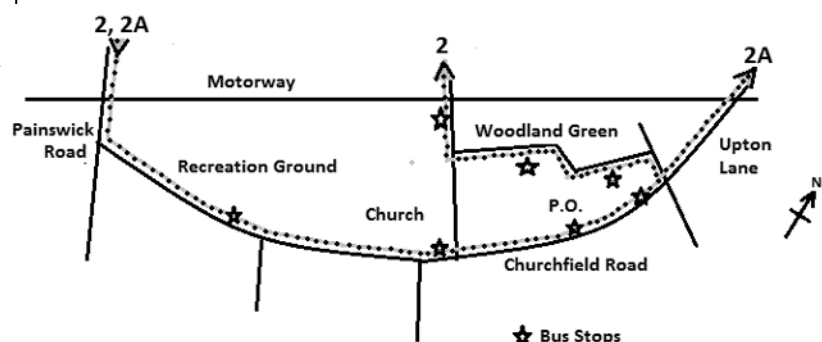 2, 2A
2
2A
Motorway
Painswick
Road
Woodland Green
Upton
Lane
Recreation Ground
N
Church
P.O.
Churchfield Road
Bus Stops